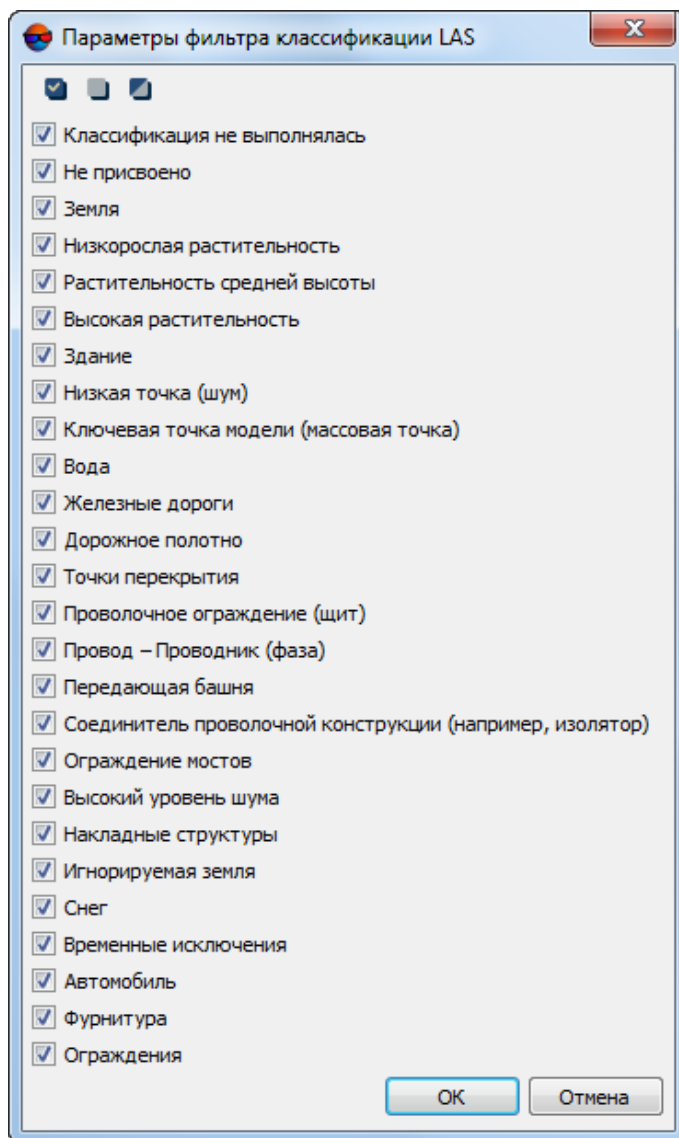 Параметры фильтра классификации LAS
Классификация не выполнялась
Не присвоено
Земля
Низкорослая растительность
Растительность средней высоты
Высокая растительность
Здание
Низкая точка (шум)
Ключевая точка модели (массовая точка)
Вода
Железные дороги
Дорожное полотно
Точки перекрытия
Проволочное ограждение (щит)
Провод – Проводник (фаза)
Передающая башня
Соединитель проволочной конструкции (например, изолятор)
Ограждение мостов
Высокий уровень шума
Накладные структуры
Игнорируемая земля
Снег
Временные исключения
Автомобиль
Фурнитура
Ограждения
OK Отмена